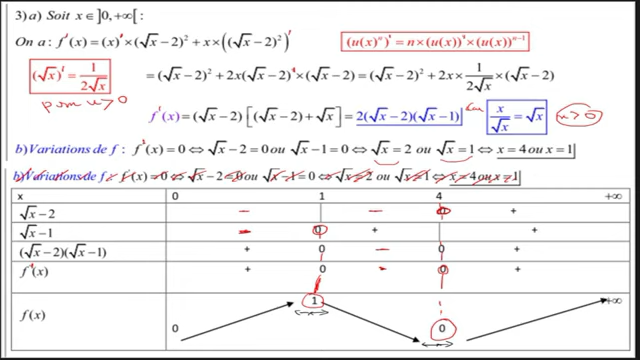 3) a) Soit x ∈ ]0,+∞[ :
On a : f'(x) = (x)' × (√x − 2)² + x × ((√x − 2)²)'
(u(x)ⁿ)' = n × (u(x))' × (u(x))ⁿ⁻¹
(√x)' = 1/(2√x)
= (√x − 2)² + 2x(√x − 2)' × (√x − 2) = (√x − 2)² + 2x × 1/(2√x) × (√x − 2)
x > 0
f'(x) = (√x − 2)[(√x − 2) + √x] = 2(√x − 2)(√x − 1) car x/√x = √x x > 0
b) Variations de f : f'(x) = 0 ⇔ √x − 2 = 0 ou √x − 1 = 0 ⇔ √x = 2 ou √x = 1 ⇔ x = 4 ou x = 1
b) Variations de f : f'(x) = 0 ⇔ √x − 2 = 0 ou √x − 1 = 0 ⇔ √x = 2 ou √x = 1 ⇔ x = 4 ou x = 1
x 0 1 4 +∞
√x − 2 − − 0 +
√x − 1 − 0 + +
(√x − 2)(√x − 1) + 0 − 0 +
f'(x) + 0 − 0 +
f(x) 0 1 0 +∞